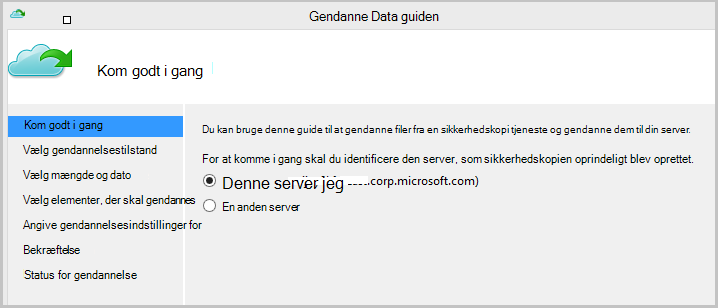 Gendanne Data guiden
Kom godt i gang
Kom godt i gang
Vælg gendannelsestilstand
Vælg mængde og dato
Vælg elementer, der skal gendannes
Angive gendannelsesindstillinger for
Bekræftelse
Status for gendannelse
Du kan bruge denne guide til at gendanne filer fra en sikkerhedskopi tjeneste og gendanne dem til din server.
For at komme i gang skal du identificere den server, som sikkerhedskopien oprindeligt blev oprettet.
Denne server jeg .corp.microsoft.com)
En anden server